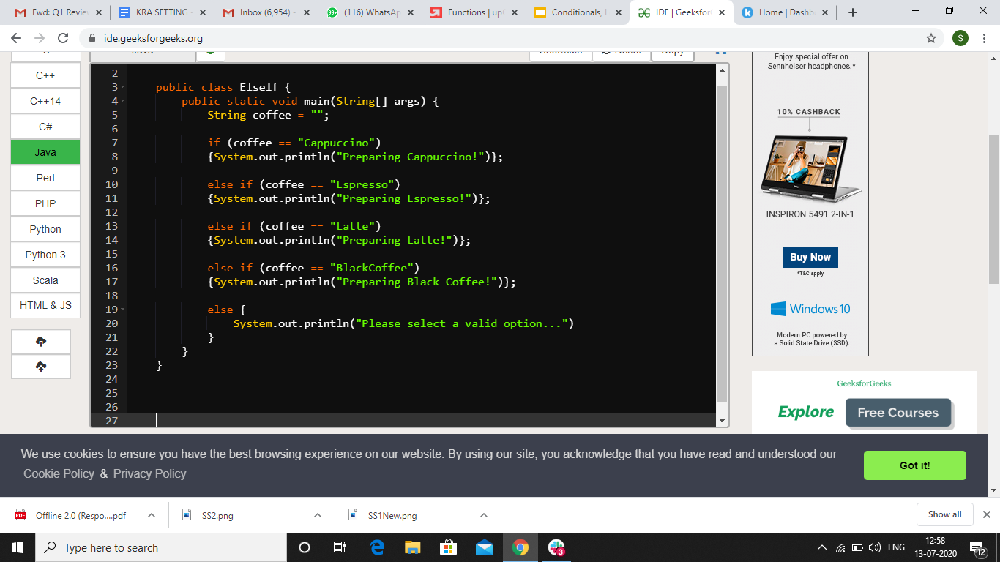 Fwd: Q1 Review
KRA SETTING -
Inbox (6,954) -
99+
(116) WhatsAp
Functions | upG
Conditionals, L
IDE | Geeksfor
Home | Dashb
ide.geeksforgeeks.org
S
Java
Shortcuts
Reset
Copy
C++
C++14
C#
Java
Perl
PHP
Python
Python 3
Scala
HTML & JS
2
3 public class ElseIf {
4 public static void main(String[] args) {
5 String coffee = "";
6
7 if (coffee == "Cappuccino")
8 {System.out.println("Preparing Cappuccino!")};
9
10 else if (coffee == "Espresso")
11 {System.out.println("Preparing Espresso!")};
12
13 else if (coffee == "Latte")
14 {System.out.println("Preparing Latte!")};
15
16 else if (coffee == "BlackCoffee")
17 {System.out.println("Preparing Black Coffee!")};
18
19 else {
20 System.out.println("Please select a valid option...")
21 }
22 }
23 }
24
25
26
27
Enjoy special offer on
Sennheiser headphones.*
10% CASHBACK
INSPIRON 5491 2-IN-1
Buy Now
*T&C apply
Windows 10
Modern PC powered by
a Solid State Drive (SSD).
GeeksforGeeks
Explore Free Courses
We use cookies to ensure you have the best browsing experience on our website. By using our site, you acknowledge that you have read and understood our
Cookie Policy & Privacy Policy
Got it!
PDF
Offline 2.0 (Respo....pdf
SS2.png
SS1New.png
Show all
Type here to search
3
ENG
12:58
13-07-2020
12